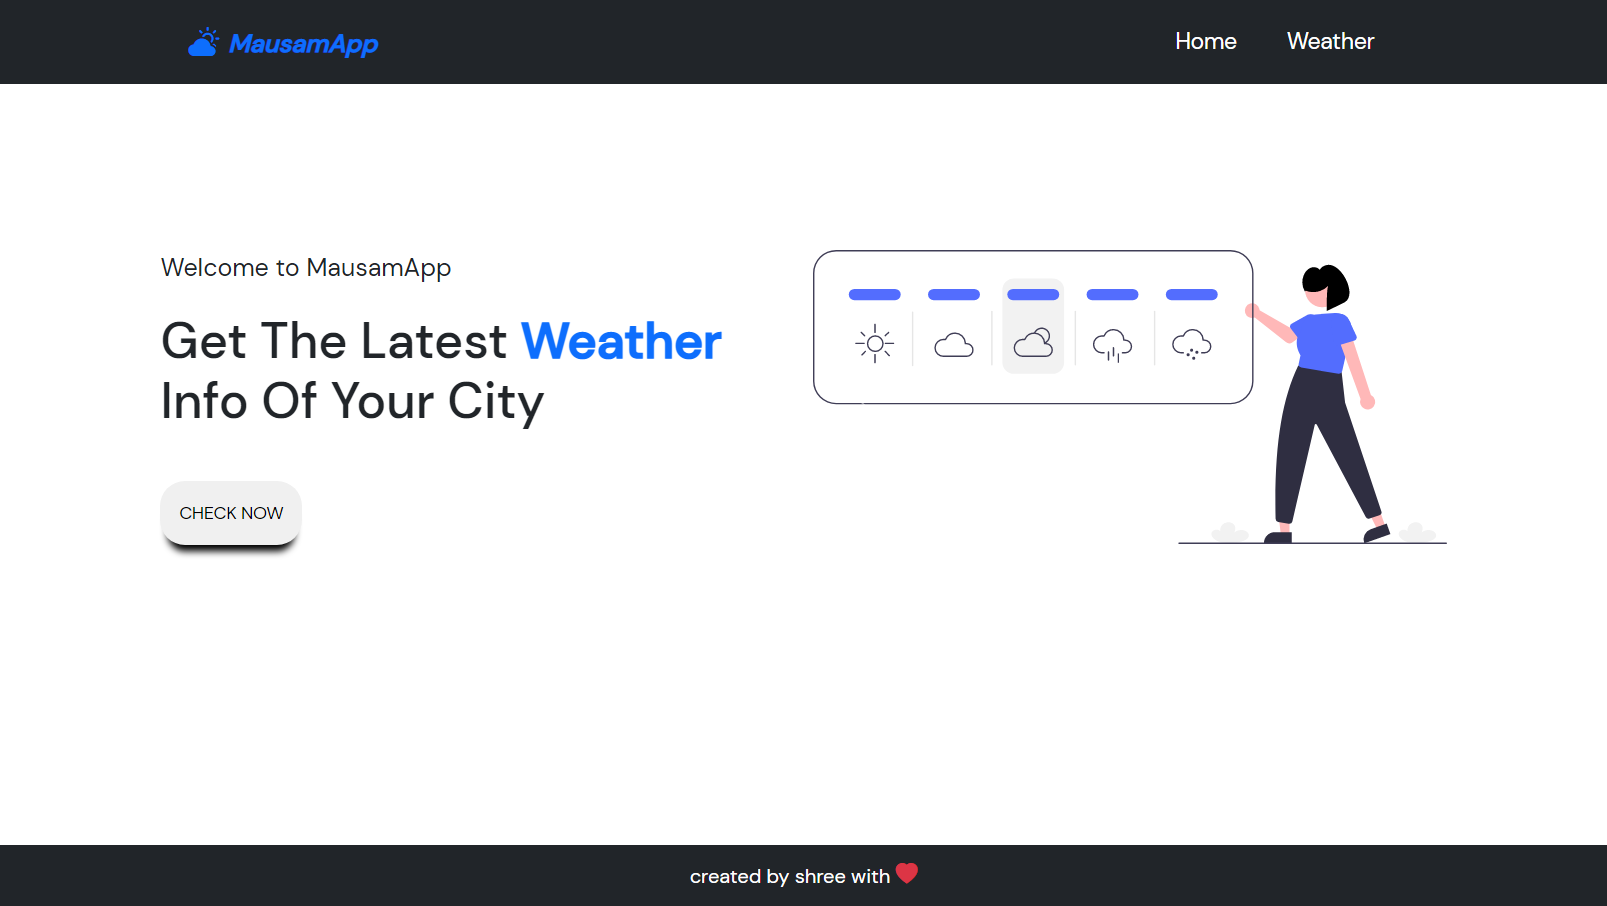 MausamApp
Home
Weather
Welcome to MausamApp
Get The Latest Weather
Info Of Your City
CHECK NOW
created by shree with